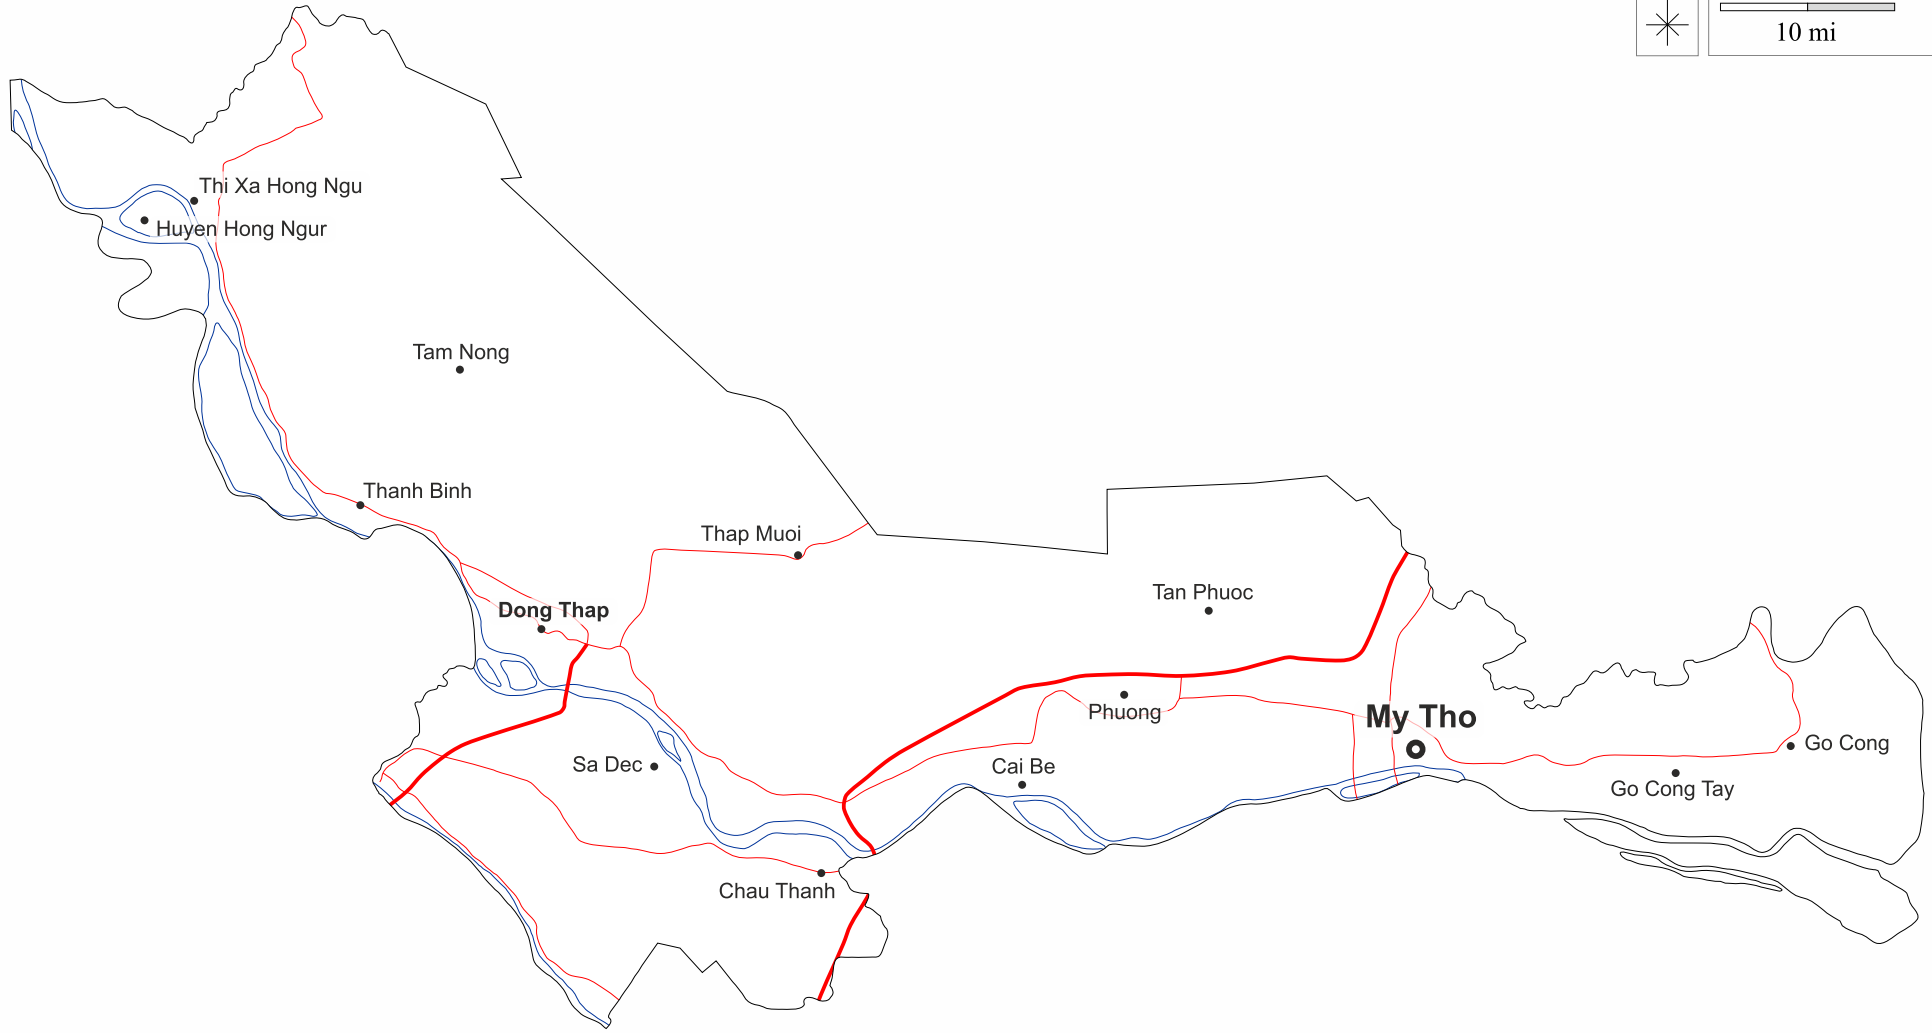 10 mi
Thi Xa Hong Ngu
Huyen Hong Ngur
Tam Nong
Thanh Binh
Thap Muoi
Tan Phuoc
Dong Thap
Phuong
My Tho
Go Cong
Sa Dec
Cai Be
Go Cong Tay
Chau Thanh